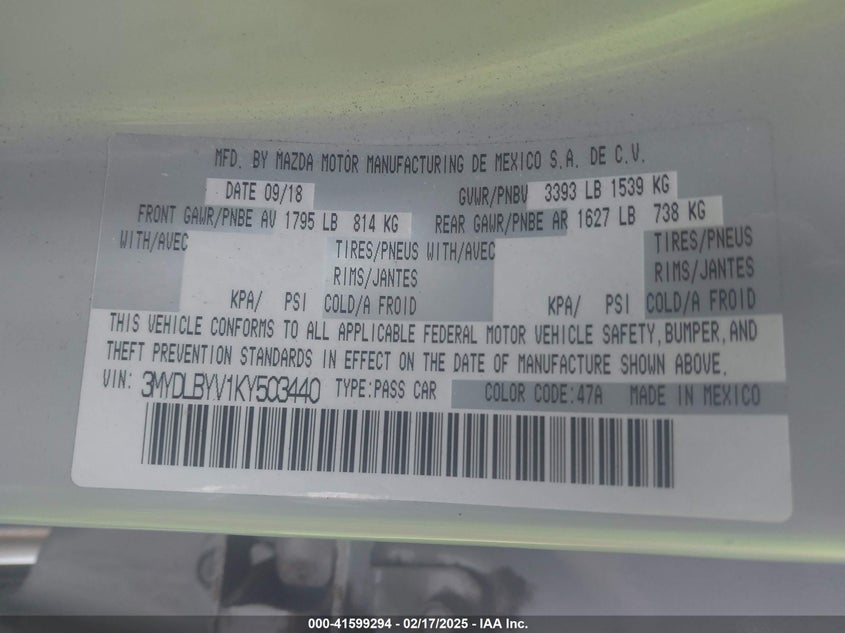 MFD. BY MAZDA MOTOR MANUFACTURING DE MEXICO S.A. DE C.V.
DATE 09/18 GVWR/PNBV 3393 LB 1539 KG
FRONT GAWR/PNBE AV 1795 LB 814 KG REAR GAWR/PNBE AR 1627 LB 738 KG
WITH/AVEC TIRES/PNEUS WITH/AVEC TIRES/PNEUS
RIMS/JANTES RIMS/JANTES
KPA/ PSI COLD/A FROID KPA/ PSI COLD/A FROID
THIS VEHICLE CONFORMS TO ALL APPLICABLE FEDERAL MOTOR VEHICLE SAFETY,BUMPER,AND
THEFT PREVENTION STANDARDS IN EFFECT ON THE DATE OF MANUFACTURE SHOWN ABOVE.
VIN: 3MYDLBYV1KY503440 TYPE:PASS CAR COLOR CODE:47A MADE IN MEXICO
000-41599294 - 02/17/2025 - IAA Inc.